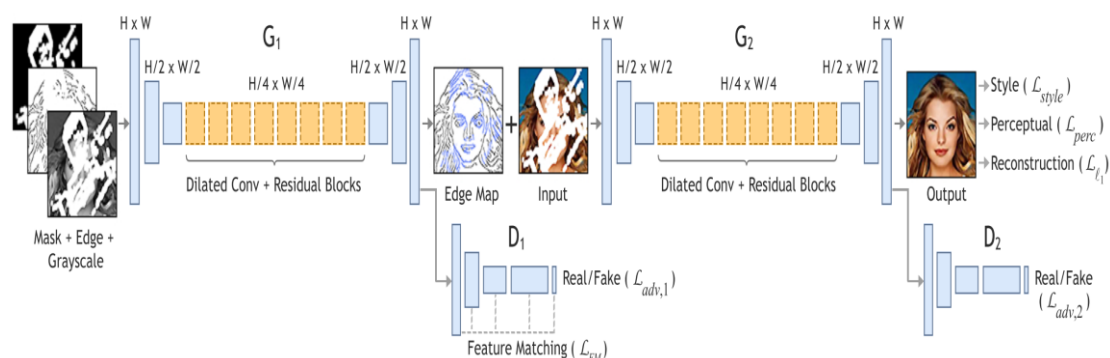 H x W
G₁
H/2 x W/2
H/4 x W/4
H/2 x W/2
H x W
Dilated Conv + Residual Blocks
Mask + Edge +
Grayscale
Edge Map
+
Input
H x W
G₂
H/2 x W/2
H/4 x W/4
H/2 x W/2
H x W
Dilated Conv + Residual Blocks
Output
Style (ℒstyle)
Perceptual (ℒperc)
Reconstruction (ℒℓ₁)
D₁
Real/Fake (ℒadv,1)
Feature Matching (ℒFM)
D₂
Real/Fake
(ℒadv,2)